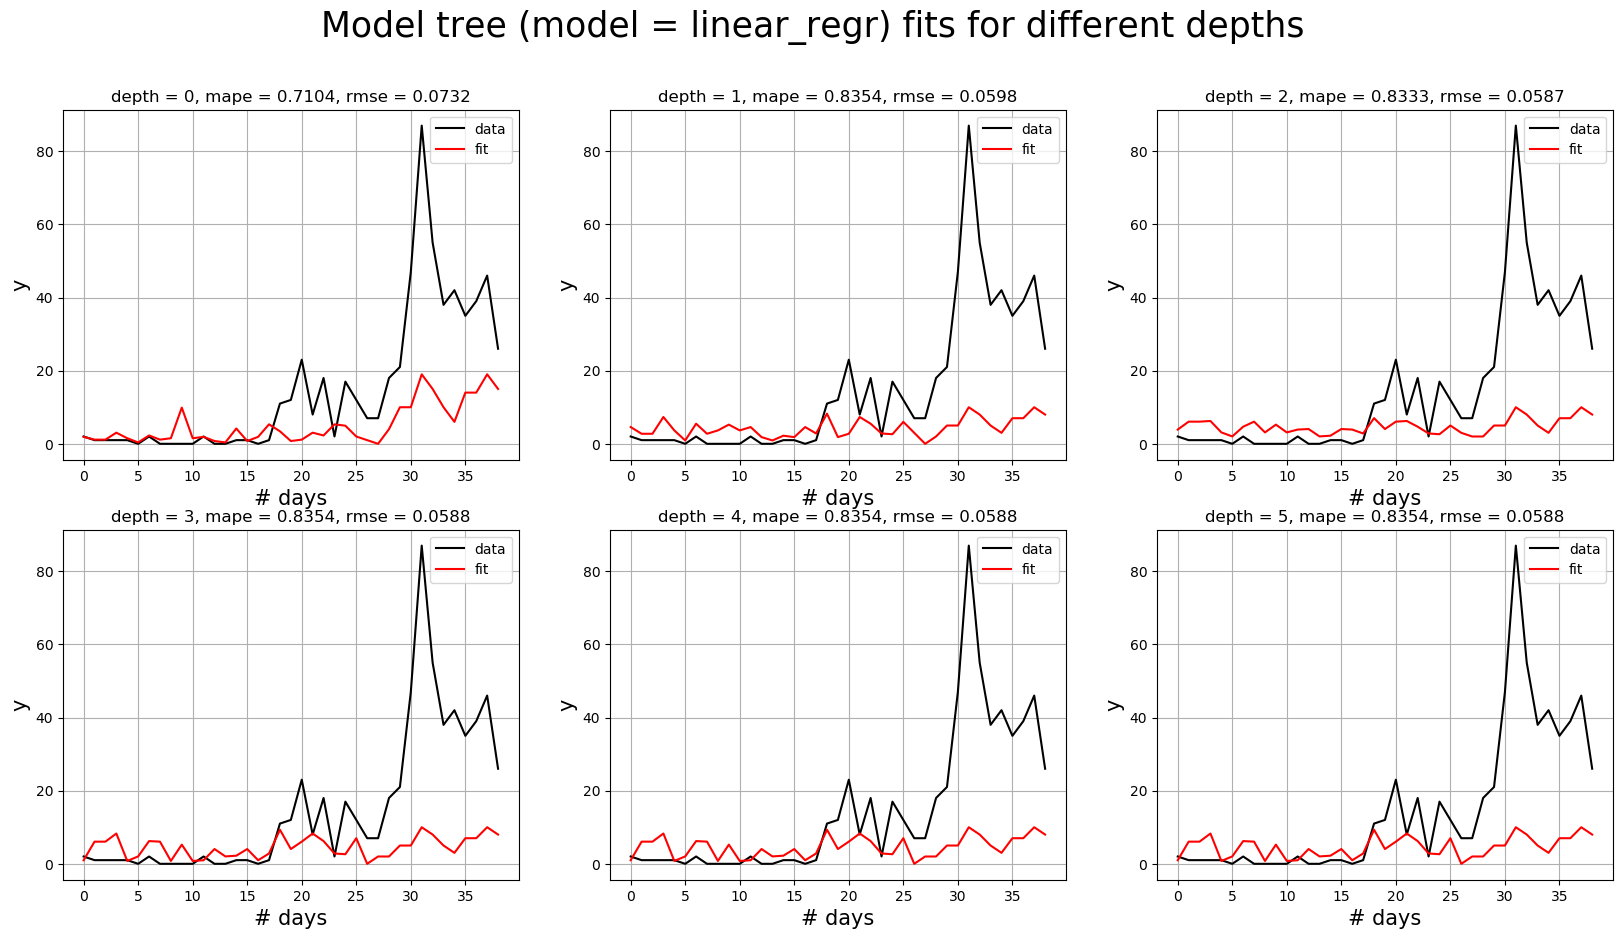 Model tree (model = linear_regr) fits for different depths
depth = 0, mape = 0.7104, rmse = 0.0732
data
fit
80
60
40
20
0
y
0 5 10 15 20 25 30 35
# days
depth = 1, mape = 0.8354, rmse = 0.0598
data
fit
80
60
40
20
0
y
0 5 10 15 20 25 30 35
# days
depth = 2, mape = 0.8333, rmse = 0.0587
data
fit
80
60
40
20
0
y
0 5 10 15 20 25 30 35
# days
depth = 3, mape = 0.8354, rmse = 0.0588
data
fit
80
60
40
20
0
y
0 5 10 15 20 25 30 35
# days
depth = 4, mape = 0.8354, rmse = 0.0588
data
fit
80
60
40
20
0
y
0 5 10 15 20 25 30 35
# days
depth = 5, mape = 0.8354, rmse = 0.0588
data
fit
80
60
40
20
0
y
0 5 10 15 20 25 30 35
# days